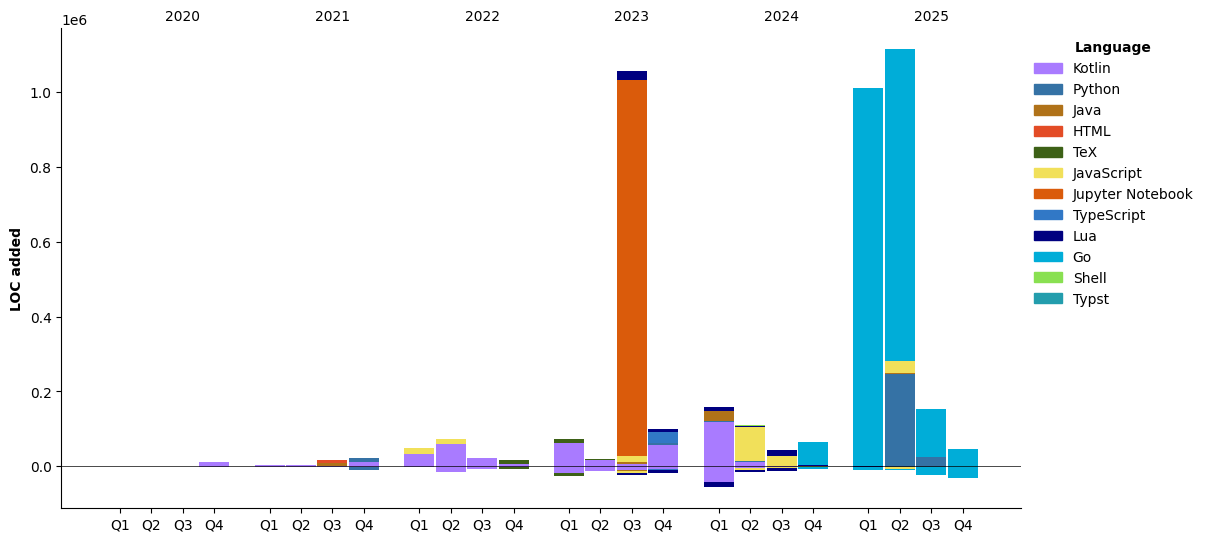 1e6
2020 2021 2022 2023 2024 2025
Language
Kotlin
Python
Java
HTML
TeX
JavaScript
Jupyter Notebook
TypeScript
Lua
Go
Shell
Typst
LOC added
1.0
0.8
0.6
0.4
0.2
0.0
Q1 Q2 Q3 Q4 Q1 Q2 Q3 Q4 Q1 Q2 Q3 Q4 Q1 Q2 Q3 Q4 Q1 Q2 Q3 Q4 Q1 Q2 Q3 Q4